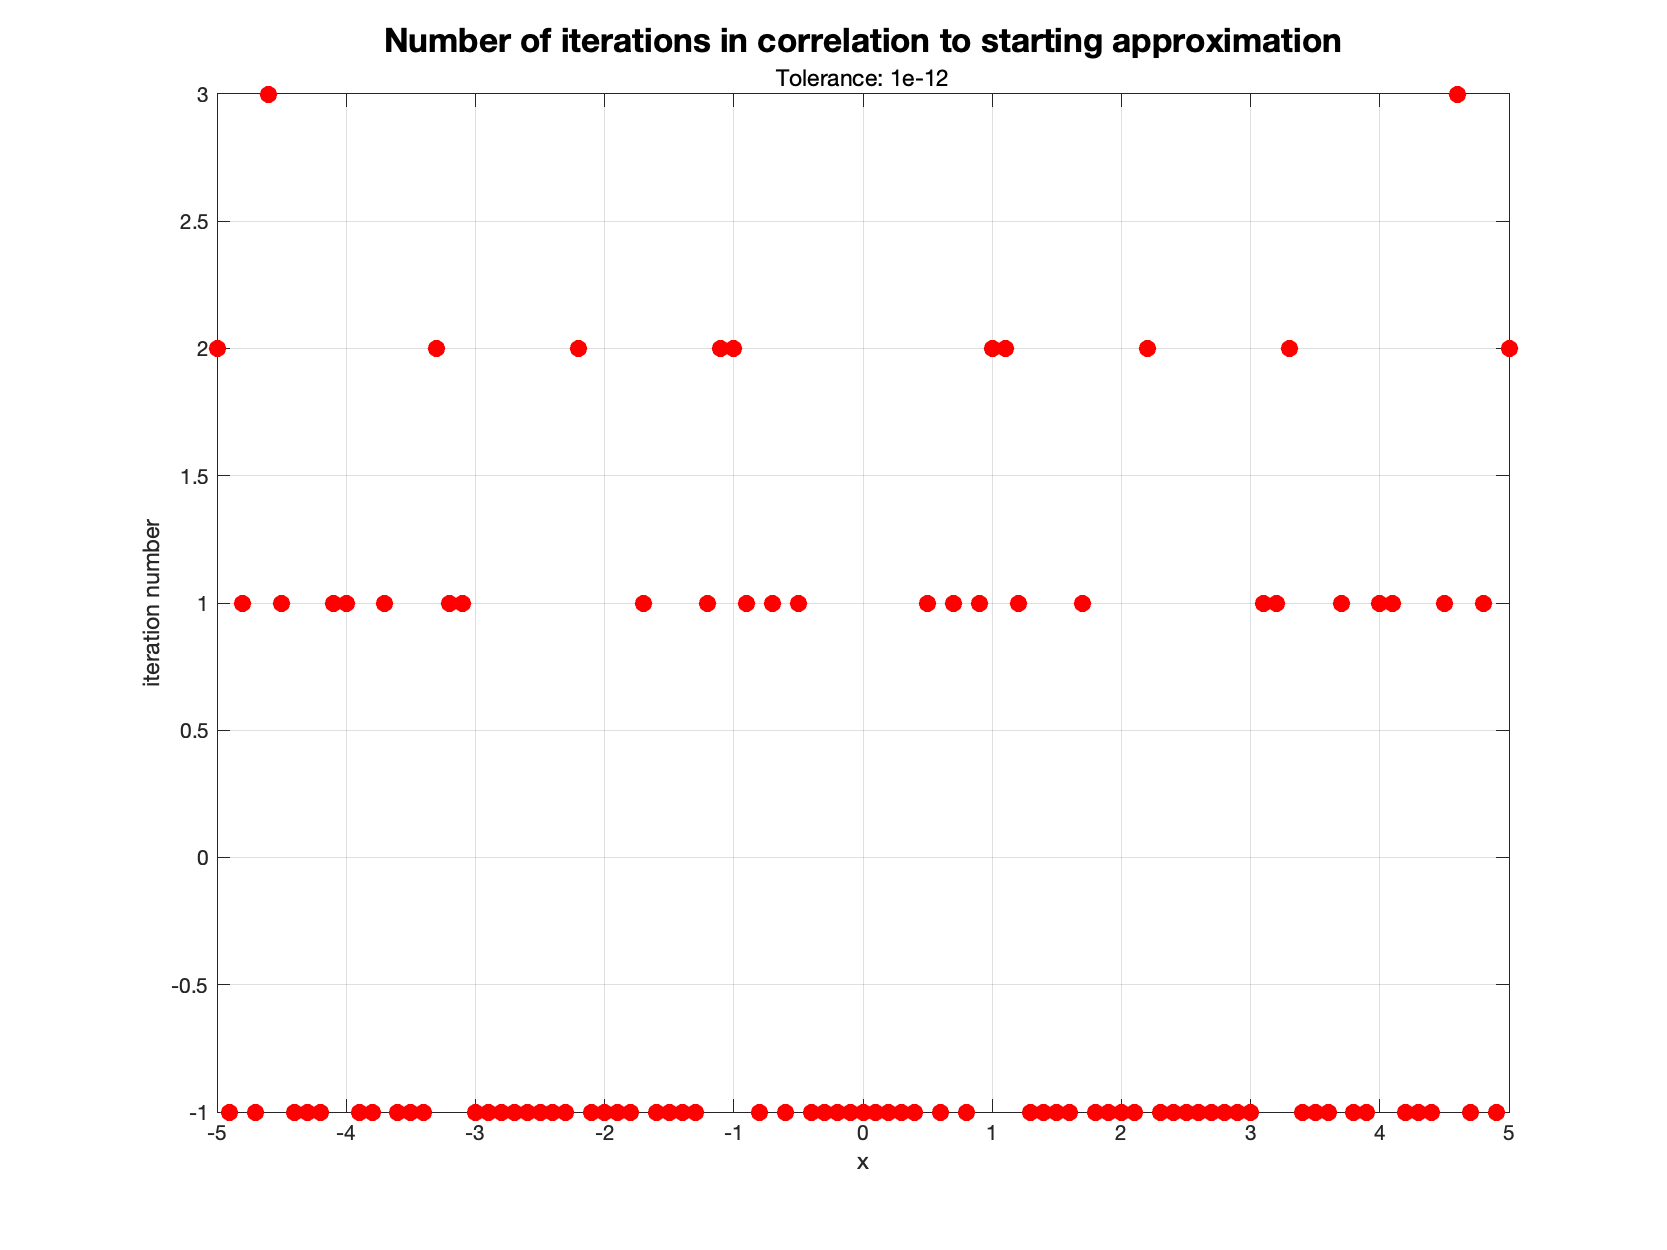 Number of iterations in correlation to starting approximation
Tolerance: 1e-12
3
2.5
2
1.5
1
0.5
0
-0.5
-1
iteration number
-5 -4 -3 -2 -1 0 1 2 3 4 5
x